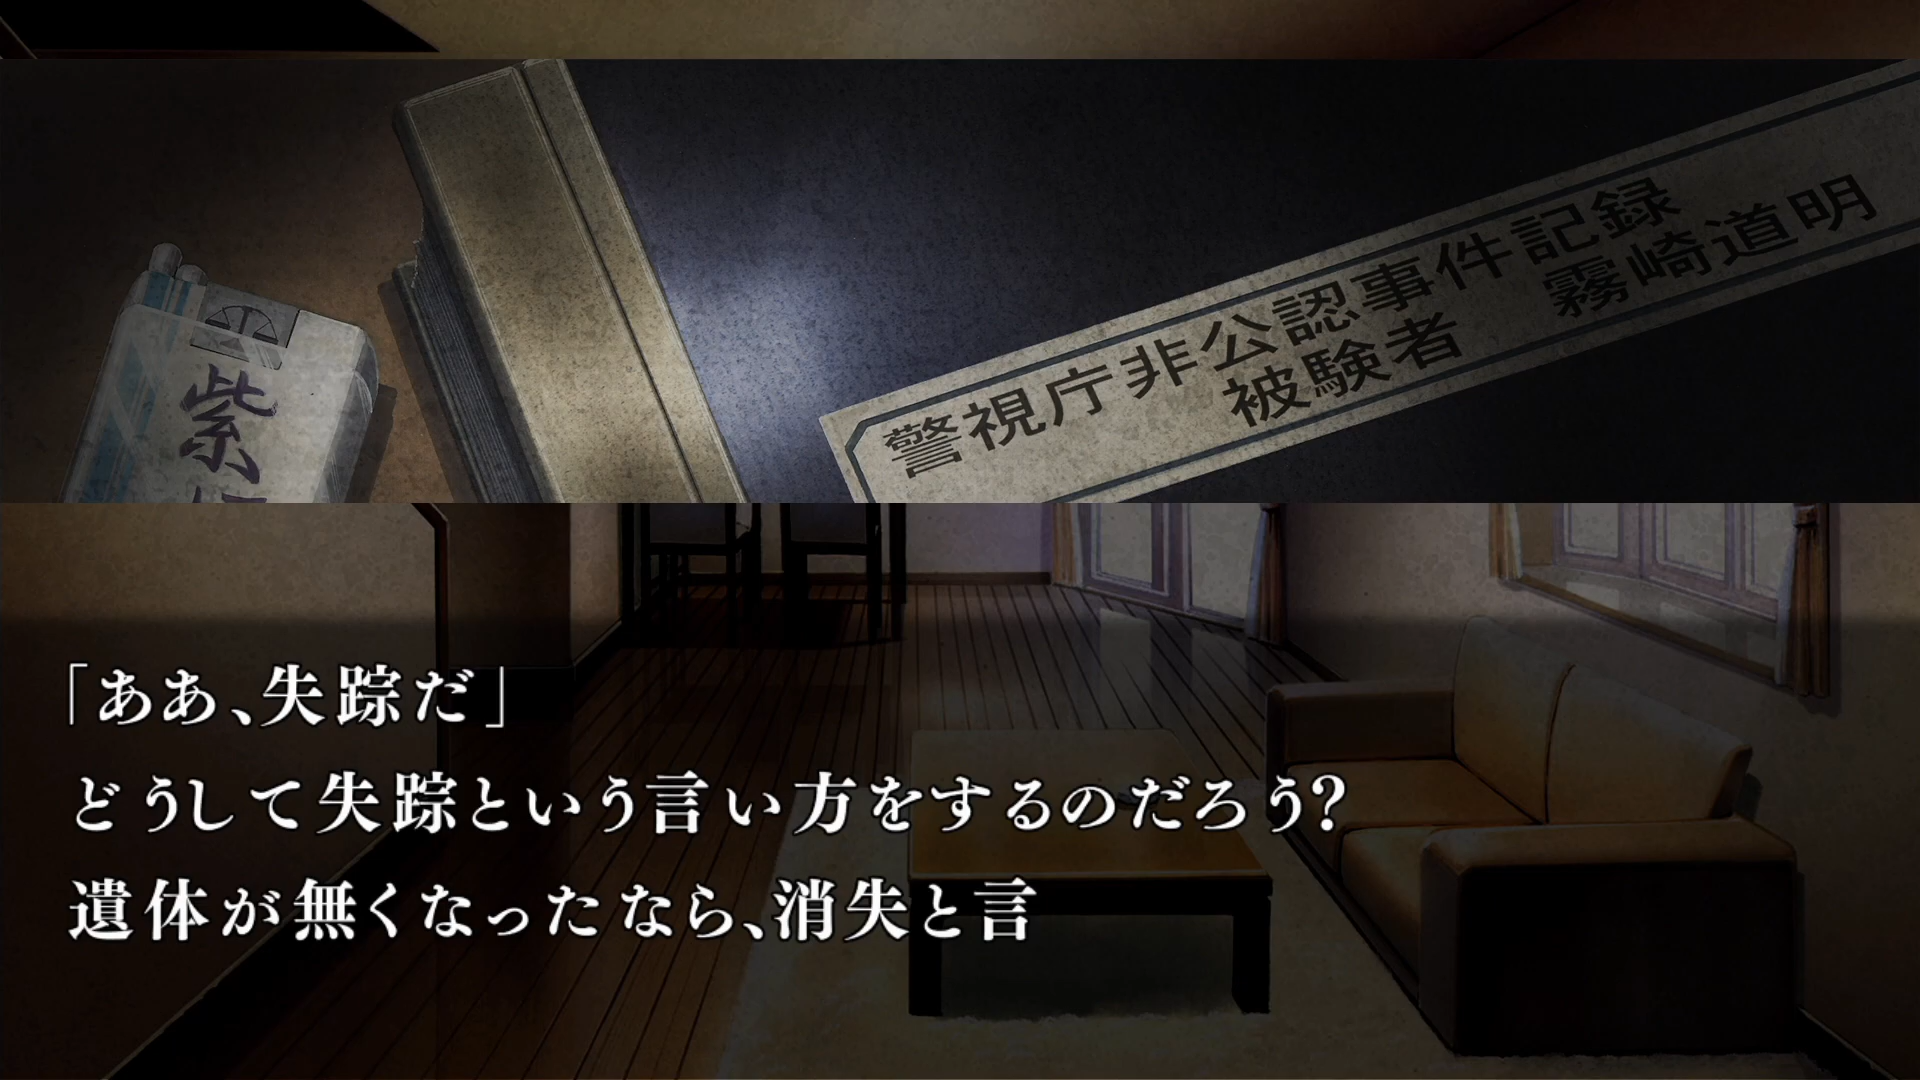 紫
警視庁非公認事件記録
被験者 霧崎道明
「ああ、失踪だ」
どうして失踪という言い方をするのだろう?
遺体が無くなったなら、消失と言